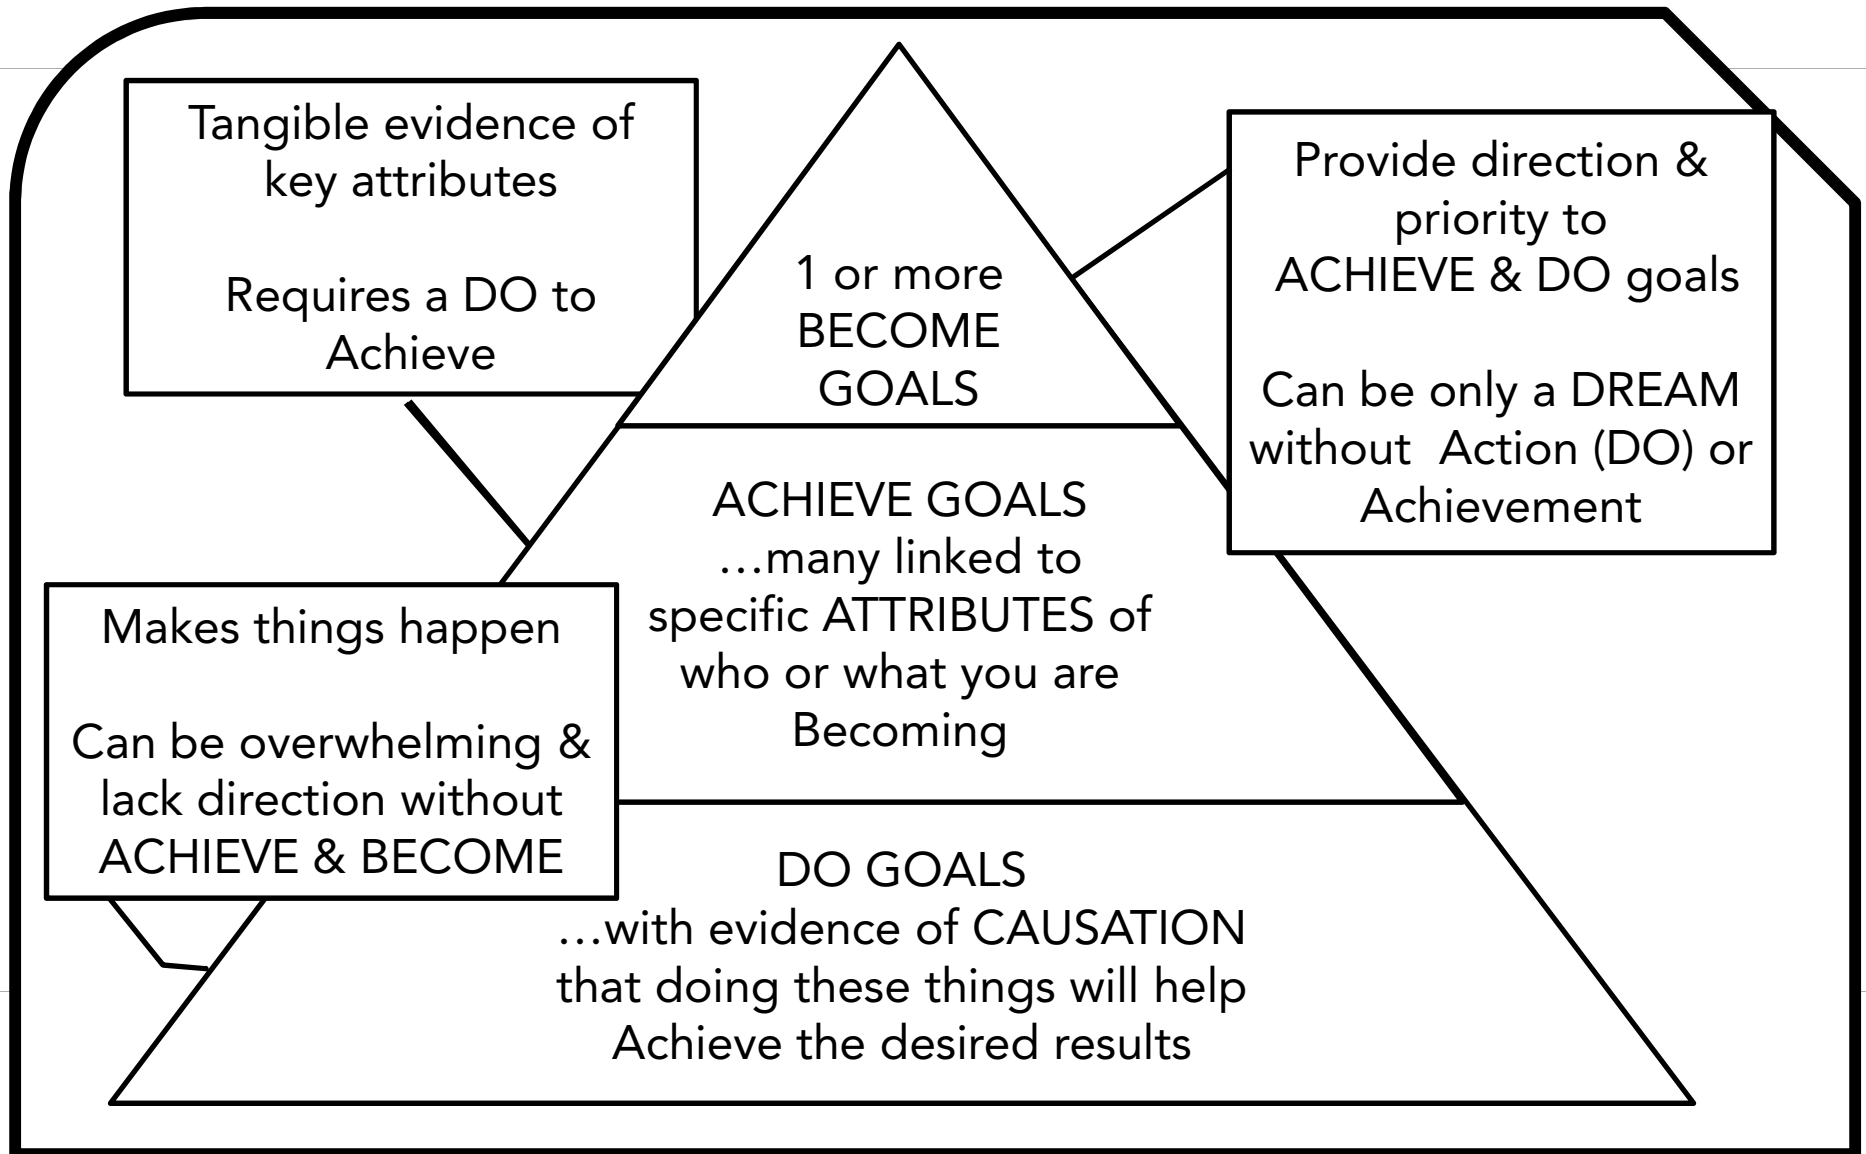 Tangible evidence of
key attributes
Requires a DO to
Achieve
Provide direction &
priority to
ACHIEVE & DO goals
Can be only a DREAM
without  Action (DO) or
Achievement
1 or more
BECOME
GOALS
ACHIEVE GOALS
…many linked to
specific ATTRIBUTES of
who or what you are
Becoming
Makes things happen
Can be overwhelming &
lack direction without
ACHIEVE & BECOME
DO GOALS
…with evidence of CAUSATION
that doing these things will help
Achieve the desired results